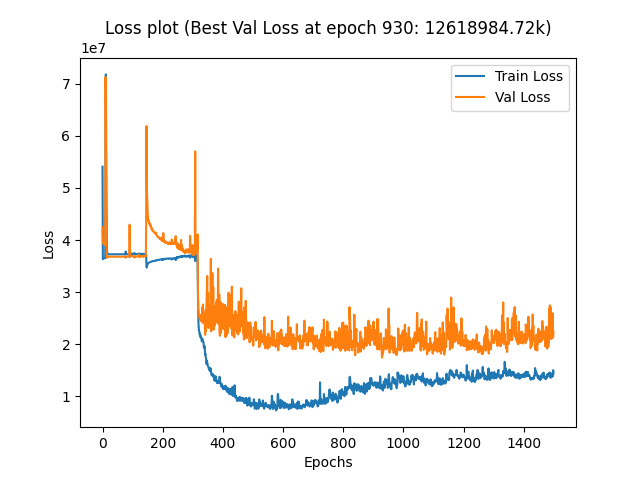 Loss plot (Best Val Loss at epoch 930: 12618984.72k)
1e7
Train Loss
Val Loss
7
6
5
4
3
2
1
Loss
0 200 400 600 800 1000 1200 1400
Epochs